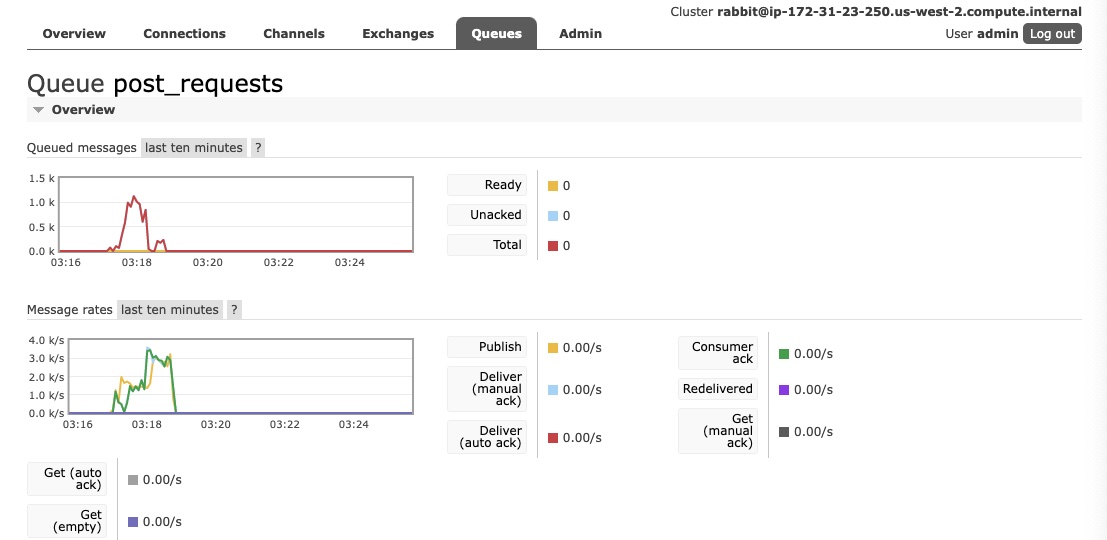 Cluster rabbit@ip-172-31-23-250.us-west-2.compute.internal
Overview Connections Channels Exchanges Queues Admin User admin Log out
Queue post_requests
Overview
Queued messages last ten minutes ?
1.5 k
1.0 k
0.5 k
0.0 k
03:16 03:18 03:20 03:22 03:24
Ready 0
Unacked 0
Total 0
Message rates last ten minutes ?
4.0 k/s
3.0 k/s
2.0 k/s
1.0 k/s
0.0 k/s
03:16 03:18 03:20 03:22 03:24
Publish 0.00/s
Deliver
(manual 0.00/s
ack)
Deliver
(auto ack) 0.00/s
Consumer
ack 0.00/s
Redelivered 0.00/s
Get
(manual 0.00/s
ack)
Get (auto
ack) 0.00/s
Get
(empty) 0.00/s